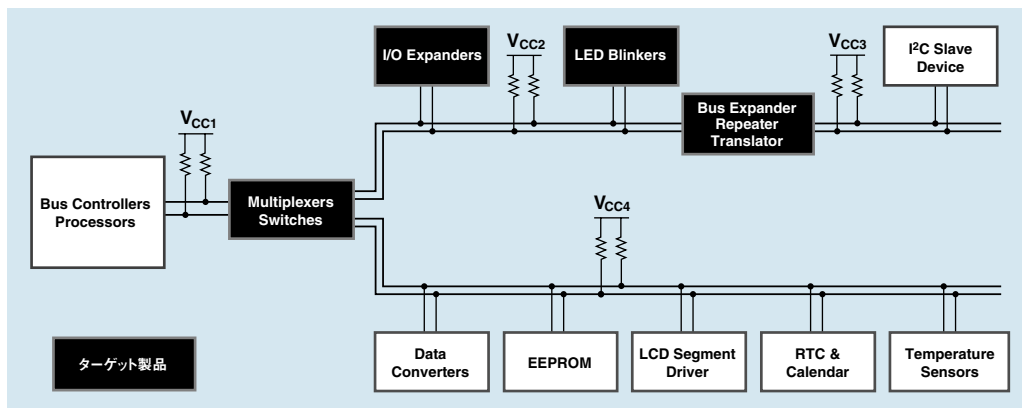 I/O Expanders
VCC2
LED Blinkers
VCC3
I2C Slave
Device
Bus Expander
Repeater
Translator
VCC1
Bus Controllers
Processors
Multiplexers
Switches
VCC4
ターゲット製品
Data
Converters
EEPROM
LCD Segment
Driver
RTC &
Calendar
Temperature
Sensors